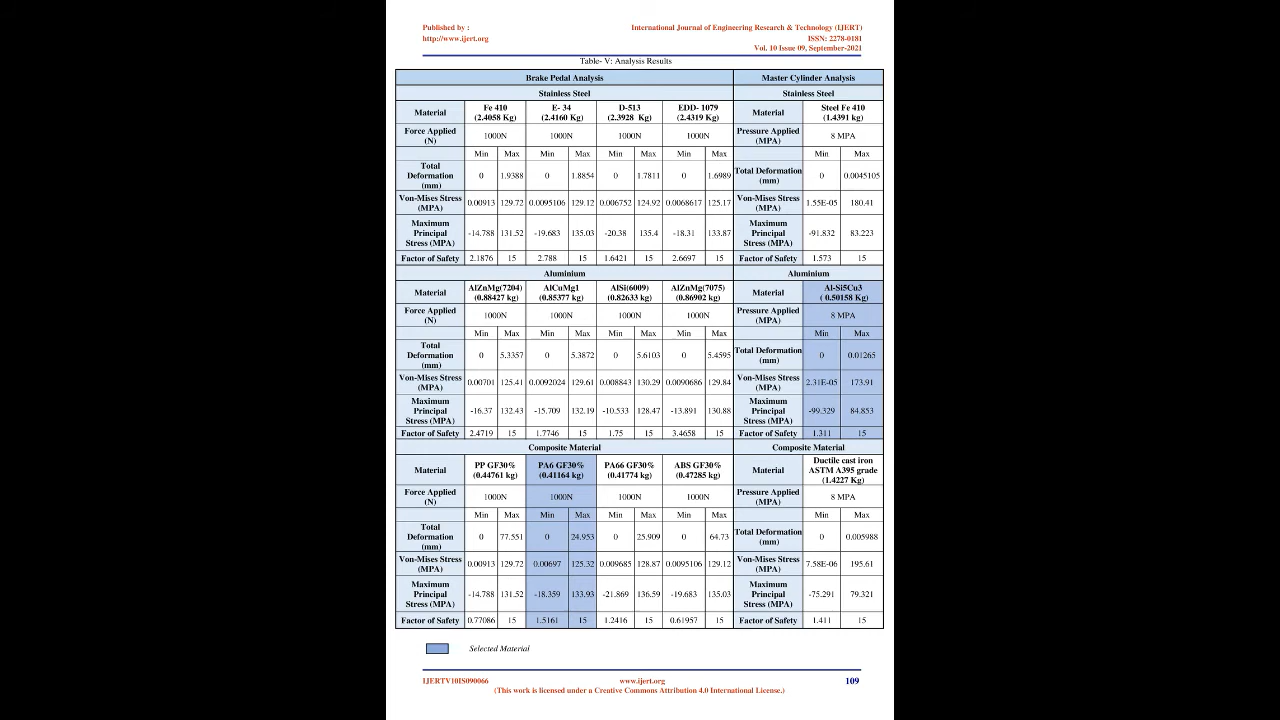 Published by :
International Journal of Engineering Research & Technology (IJERT)
http://www.ijert.org
ISSN: 2278-0181
Vol. 10 Issue 09, September-2021
Table- V: Analysis Results
Brake Pedal Analysis Master Cylinder Analysis
Stainless Steel Stainless Steel
Material Fe 410 (2.4058 Kg) E- 34 (2.4160 Kg) D-513 (2.3928 Kg) EDD- 1079 (2.4319 Kg) Material Steel Fe 410 (1.4391 kg)
Force Applied (N) 1000N 1000N 1000N 1000N Pressure Applied (MPA) 8 MPA
Min Max Min Max Min Max Min Max Min Max
Total Deformation (mm) 0 1.9388 0 1.8854 0 1.7811 0 1.6989 Total Deformation (mm) 0 0.0045105
Von-Mises Stress (MPA) 0.00913 129.72 0.0095106 129.12 0.006752 124.92 0.0068617 125.17 Von-Mises Stress (MPA) 1.55E-05 180.41
Maximum Principal Stress (MPA) -14.788 131.52 -19.683 135.03 -20.38 135.4 -18.31 133.87 Maximum Principal Stress (MPA) -91.832 83.223
Factor of Safety 2.1876 15 2.788 15 1.6421 15 2.6697 15 Factor of Safety 1.573 15
Aluminium Aluminium
Material AlZnMg(7204) (0.88427 kg) AlCuMg1 (0.85377 kg) AlSi(6009) (0.82633 kg) AlZnMg(7075) (0.86902 kg) Material Al-Si5Cu3 ( 0.50158 Kg)
Force Applied (N) 1000N 1000N 1000N 1000N Pressure Applied (MPA) 8 MPA
Min Max Min Max Min Max Min Max Min Max
Total Deformation (mm) 0 5.3357 0 5.3872 0 5.6103 0 5.4595 Total Deformation (mm) 0 0.01265
Von-Mises Stress (MPA) 0.00701 125.41 0.0092024 129.61 0.008843 130.29 0.0090686 129.84 Von-Mises Stress (MPA) 2.31E-05 173.91
Maximum Principal Stress (MPA) -16.37 132.43 -15.709 132.19 -10.533 128.47 -13.891 130.88 Maximum Principal Stress (MPA) -99.329 84.853
Factor of Safety 2.4719 15 1.7746 15 1.75 15 3.4658 15 Factor of Safety 1.311 15
Composite Material Composite Material
Material PP GF30% (0.44761 kg) PA6 GF30% (0.41164 kg) PA66 GF30% (0.41774 kg) ABS GF30% (0.47285 kg) Material Ductile cast iron ASTM A395 grade (1.4227 Kg)
Force Applied (N) 1000N 1000N 1000N 1000N Pressure Applied (MPA) 8 MPA
Min Max Min Max Min Max Min Max Min Max
Total Deformation (mm) 0 77.551 0 24.953 0 25.909 0 64.73 Total Deformation (mm) 0 0.005988
Von-Mises Stress (MPA) 0.00913 129.72 0.00697 125.32 0.009685 128.87 0.0095106 129.12 Von-Mises Stress (MPA) 7.58E-06 195.61
Maximum Principal Stress (MPA) -14.788 131.52 -18.359 133.93 -21.869 136.59 -19.683 135.03 Maximum Principal Stress (MPA) -75.291 79.321
Factor of Safety 0.77086 15 1.5161 15 1.2416 15 0.61957 15 Factor of Safety 1.411 15
Selected Material
IJERTV10IS090066 www.ijert.org 109
(This work is licensed under a Creative Commons Attribution 4.0 International License.)